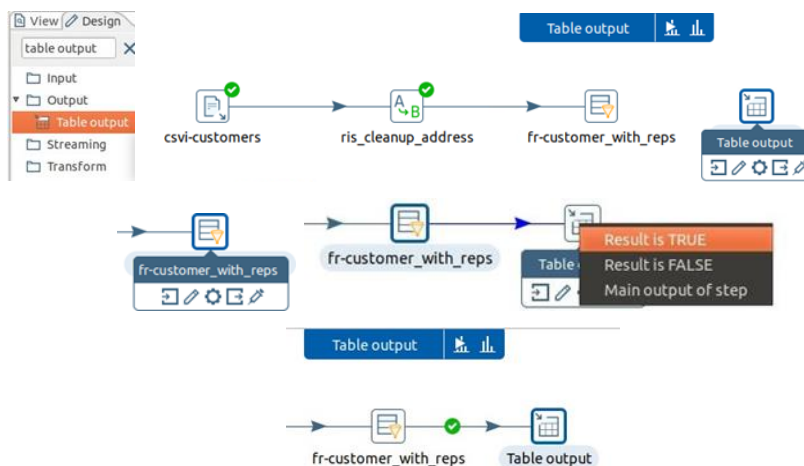 View
Design
table output
Input
Output
Table output
Streaming
Transform
Table output
csvi-customers
ris_cleanup_address
fr-customer_with_reps
Table output
fr-customer_with_reps
fr-customer_with_reps
Table
Result is TRUE
Result is FALSE
Main output of step
Table output
fr-customer_with_reps
Table output